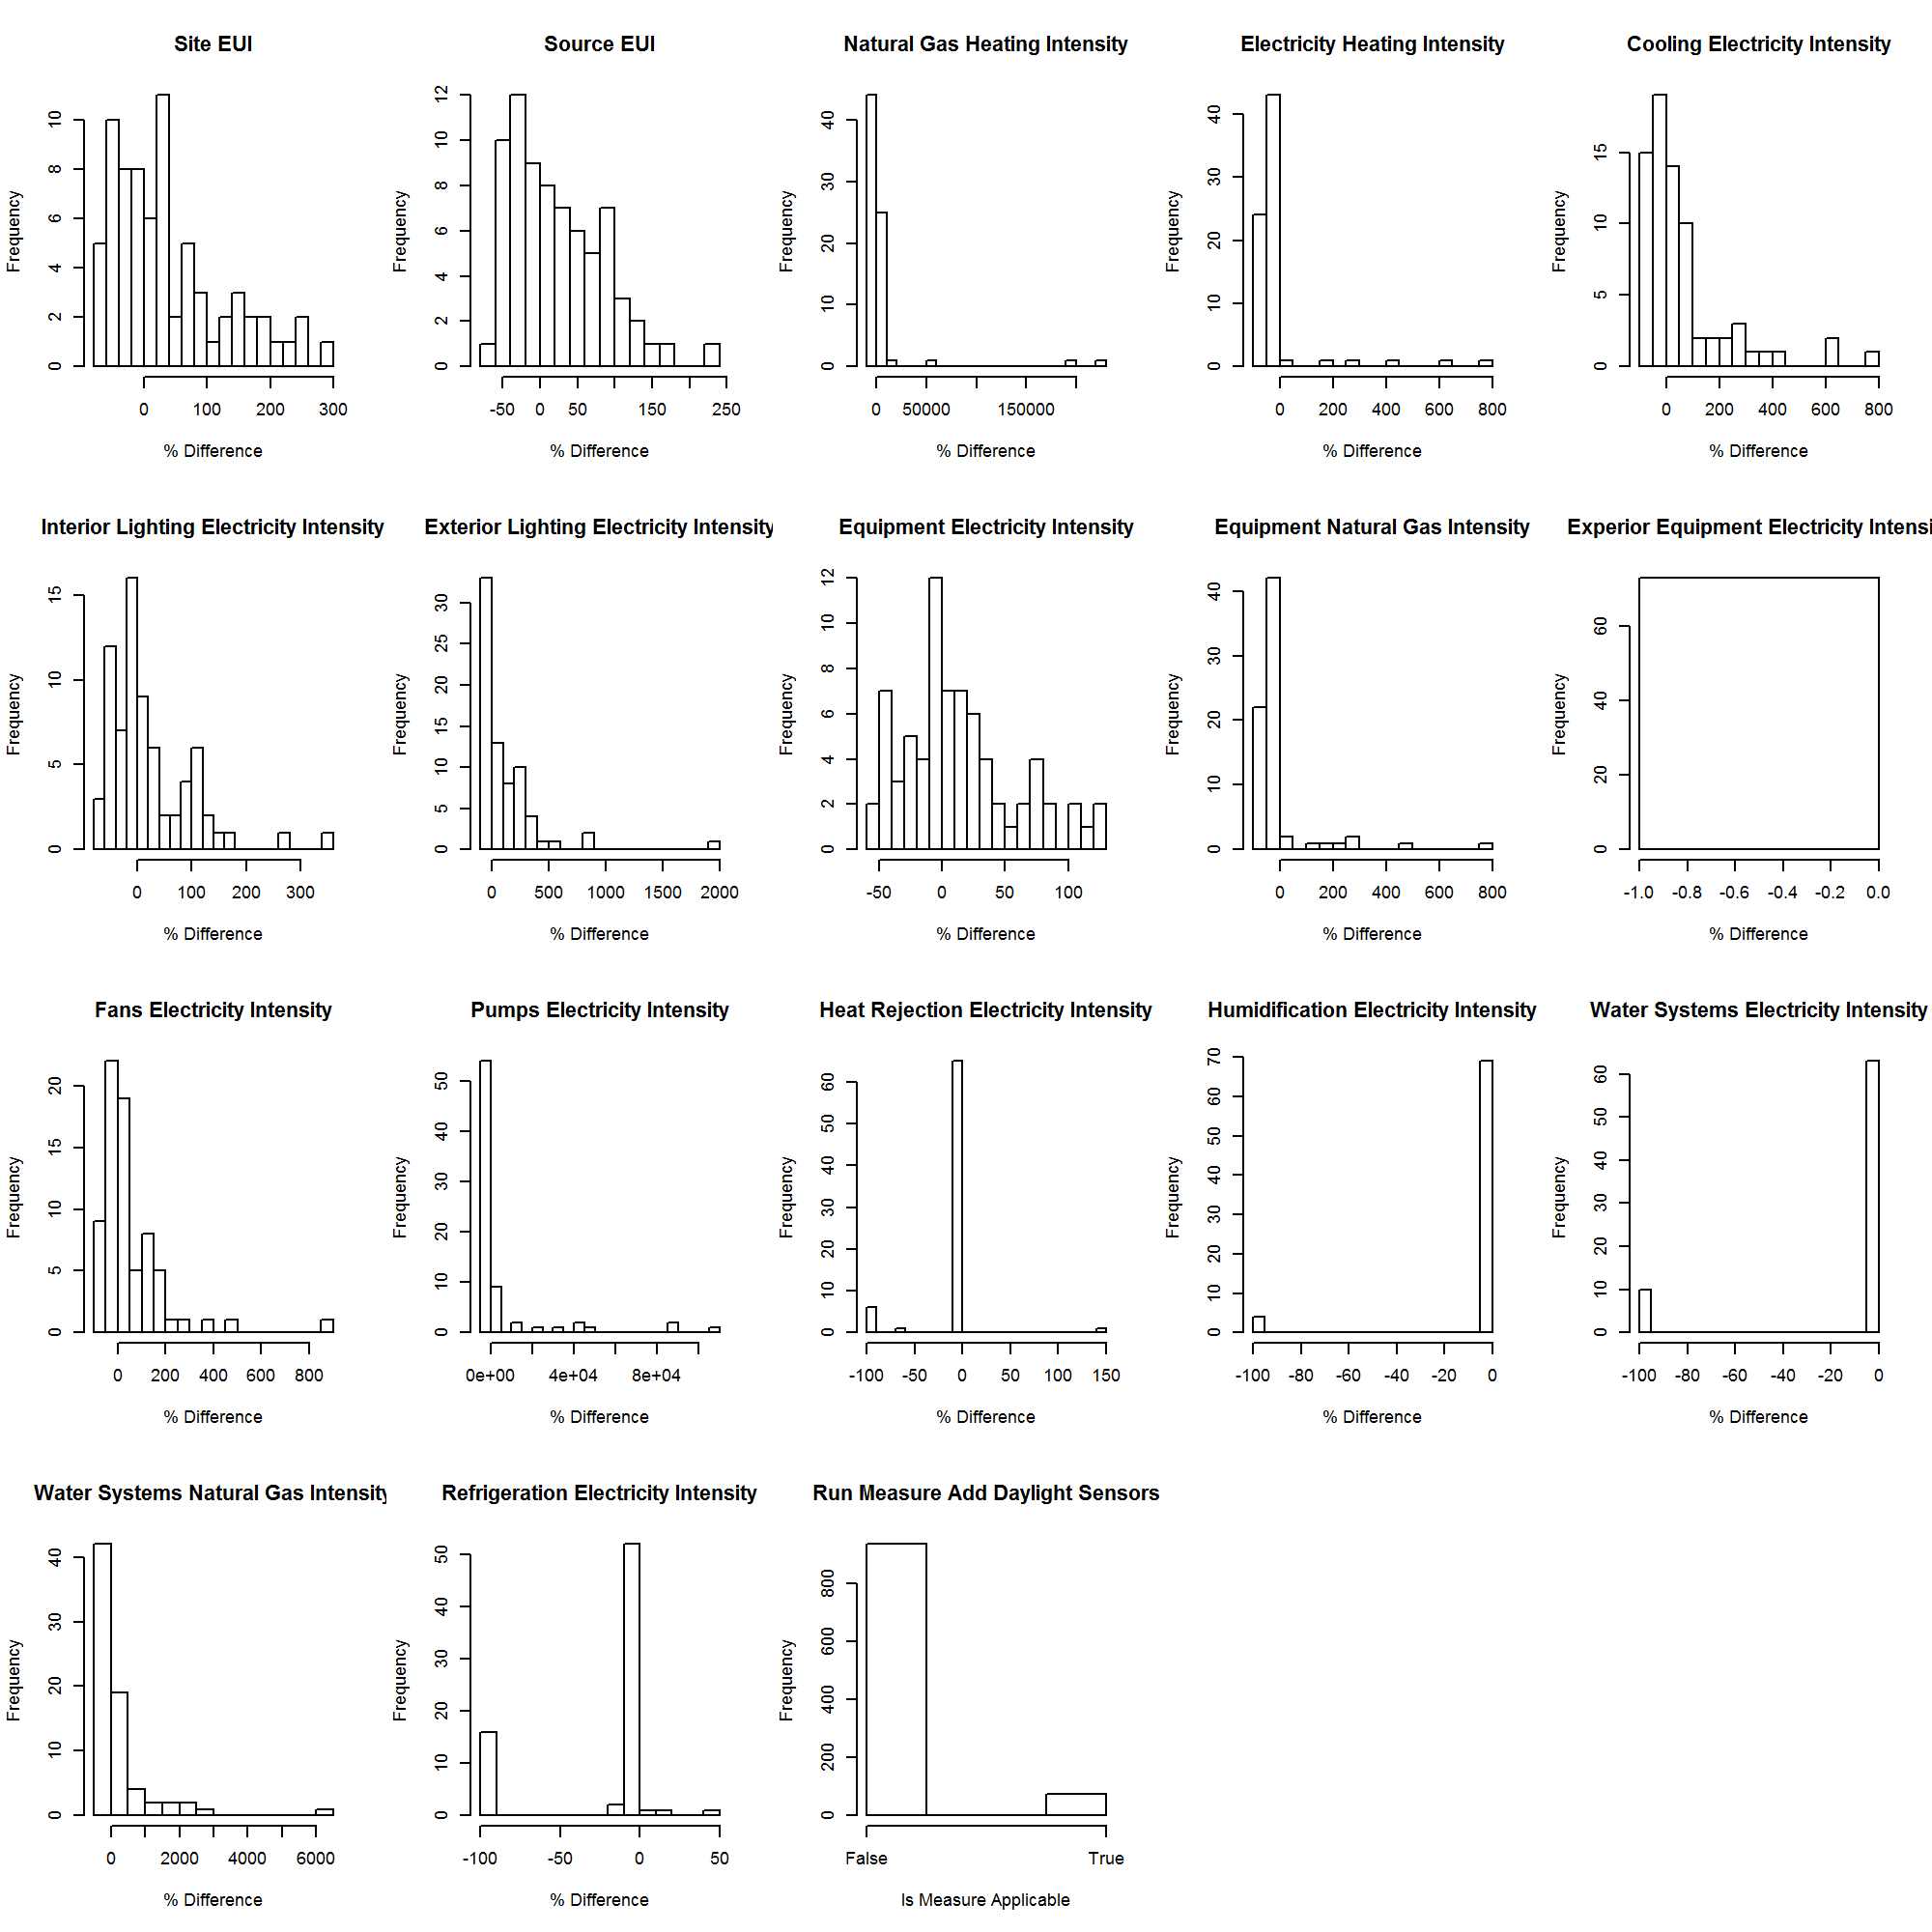 Site EUI
Frequency
0 2 4 6 8 10
0 100 200 300
% Difference
Source EUI
Frequency
0 2 4 6 8 10 12
-50 0 50 150 250
% Difference
Natural Gas Heating Intensity
Frequency
0 10 20 30 40
0 50000 150000
% Difference
Electricity Heating Intensity
Frequency
0 10 20 30 40
0 200 400 600 800
% Difference
Cooling Electricity Intensity
Frequency
0 5 10 15
0 200 400 600 800
% Difference
Interior Lighting Electricity Intensity
Frequency
0 5 10 15
0 100 200 300
% Difference
Exterior Lighting Electricity Intensity
Frequency
0 5 10 15 20 25 30
0 500 1000 1500 2000
% Difference
Equipment Electricity Intensity
Frequency
0 2 4 6 8 10 12
-50 0 50 100
% Difference
Equipment Natural Gas Intensity
Frequency
0 10 20 30 40
0 200 400 600 800
% Difference
Experior Equipment Electricity Intensi
Frequency
0 20 40 60
-1.0 -0.8 -0.6 -0.4 -0.2 0.0
% Difference
Fans Electricity Intensity
Frequency
0 5 10 15 20
0 200 400 600 800
% Difference
Pumps Electricity Intensity
Frequency
0 10 20 30 40 50
0e+00 4e+04 8e+04
% Difference
Heat Rejection Electricity Intensity
Frequency
0 10 20 30 40 50 60
-100 -50 0 50 100 150
% Difference
Humidification Electricity Intensity
Frequency
0 10 20 30 40 50 60 70
-100 -80 -60 -40 -20 0
% Difference
Water Systems Electricity Intensity
Frequency
0 10 20 30 40 50 60
-100 -80 -60 -40 -20 0
% Difference
Water Systems Natural Gas Intensity
Frequency
0 10 20 30 40
0 2000 4000 6000
% Difference
Refrigeration Electricity Intensity
Frequency
0 10 20 30 40 50
-100 -50 0 50
% Difference
Run Measure Add Daylight Sensors
Frequency
0 200 400 600 800
False True
Is Measure Applicable